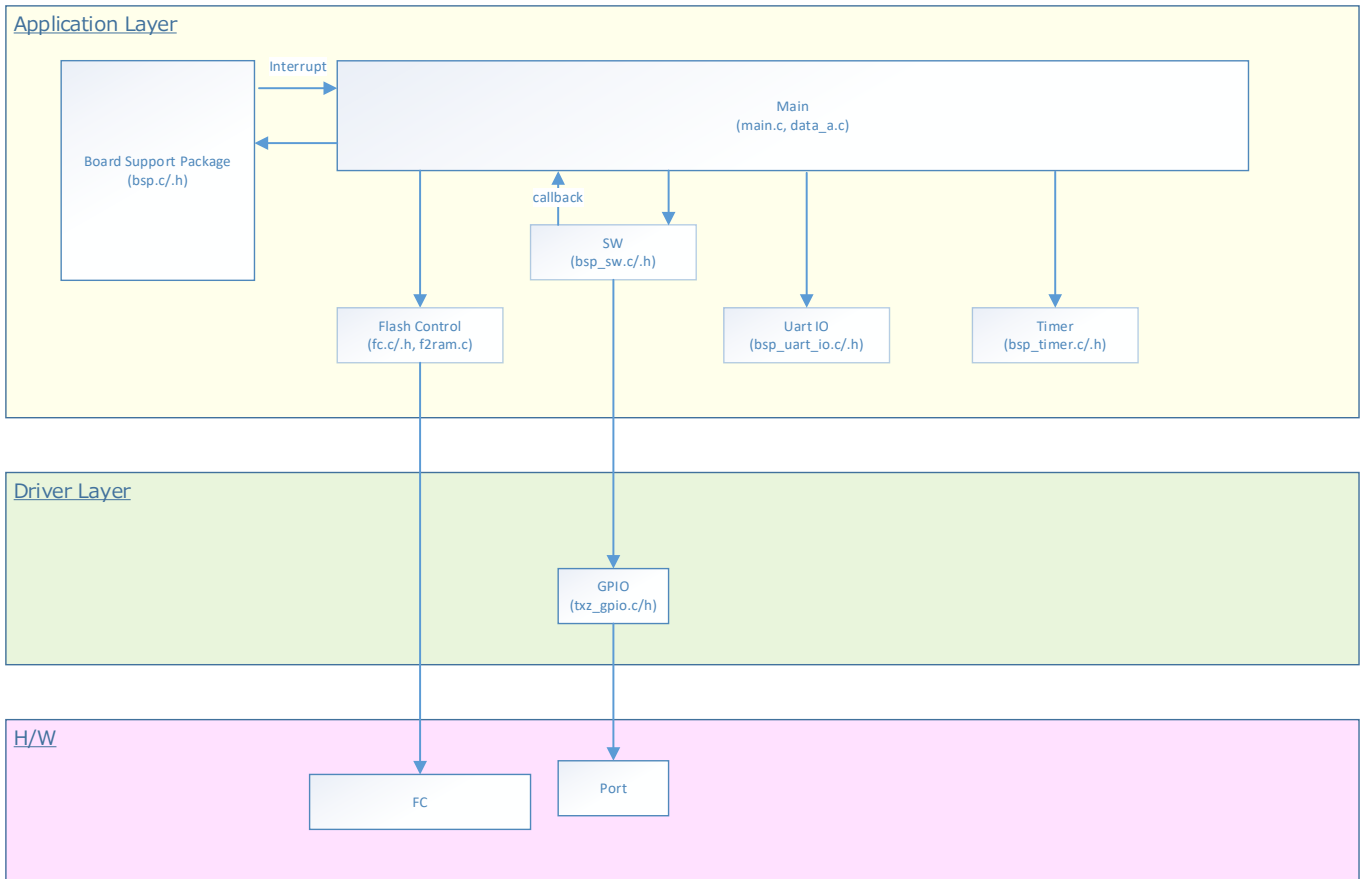 Application Layer
Interrupt
Main
(main.c, data_a.c)
Board Support Package
(bsp.c/.h)
callback
SW
(bsp_sw.c/.h)
Flash Control
(fc.c/.h, f2ram.c)
Uart IO
(bsp_uart_io.c/.h)
Timer
(bsp_timer.c/.h)
Driver Layer
GPIO
(txz_gpio.c/h)
H/W
FC
Port